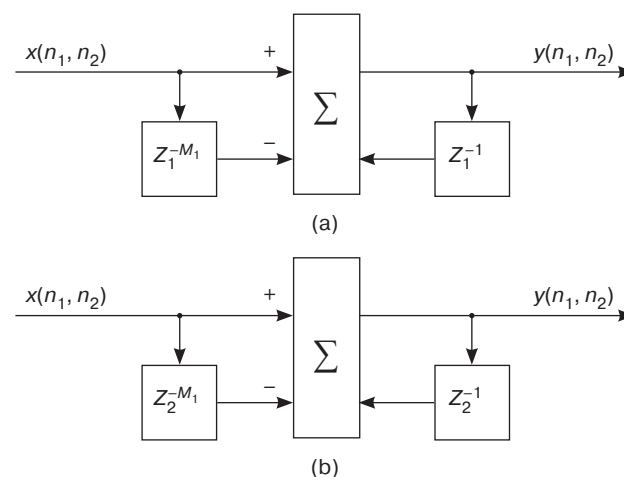 x(n₁, n₂) + y(n₁, n₂)
∑
Z₁^{-M₁} − Z₁^{-1}
(a)
x(n₁, n₂) + y(n₁, n₂)
∑
Z₂^{-M₁} − Z₂^{-1}
(b)